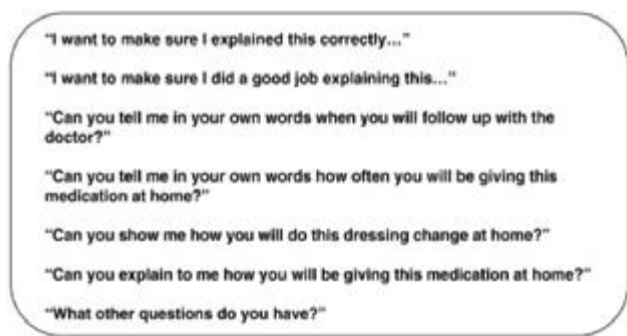 “I want to make sure I explained this correctly...”
“I want to make sure I did a good job explaining this...”
“Can you tell me in your own words when you will follow up with the
doctor?”
“Can you tell me in your own words how often you will be giving this
medication at home?”
“Can you show me how you will do this dressing change at home?”
“Can you explain to me how you will be giving this medication at home?”
“What other questions do you have?”